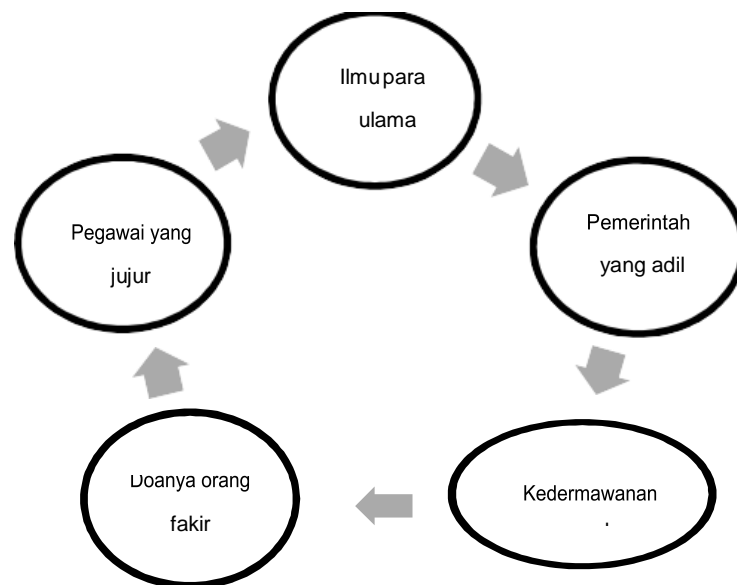 Ilmu para
ulama
Pemerintah
yang adil
Kedermawanan
Doanya orang
fakir
Pegawai yang
jujur